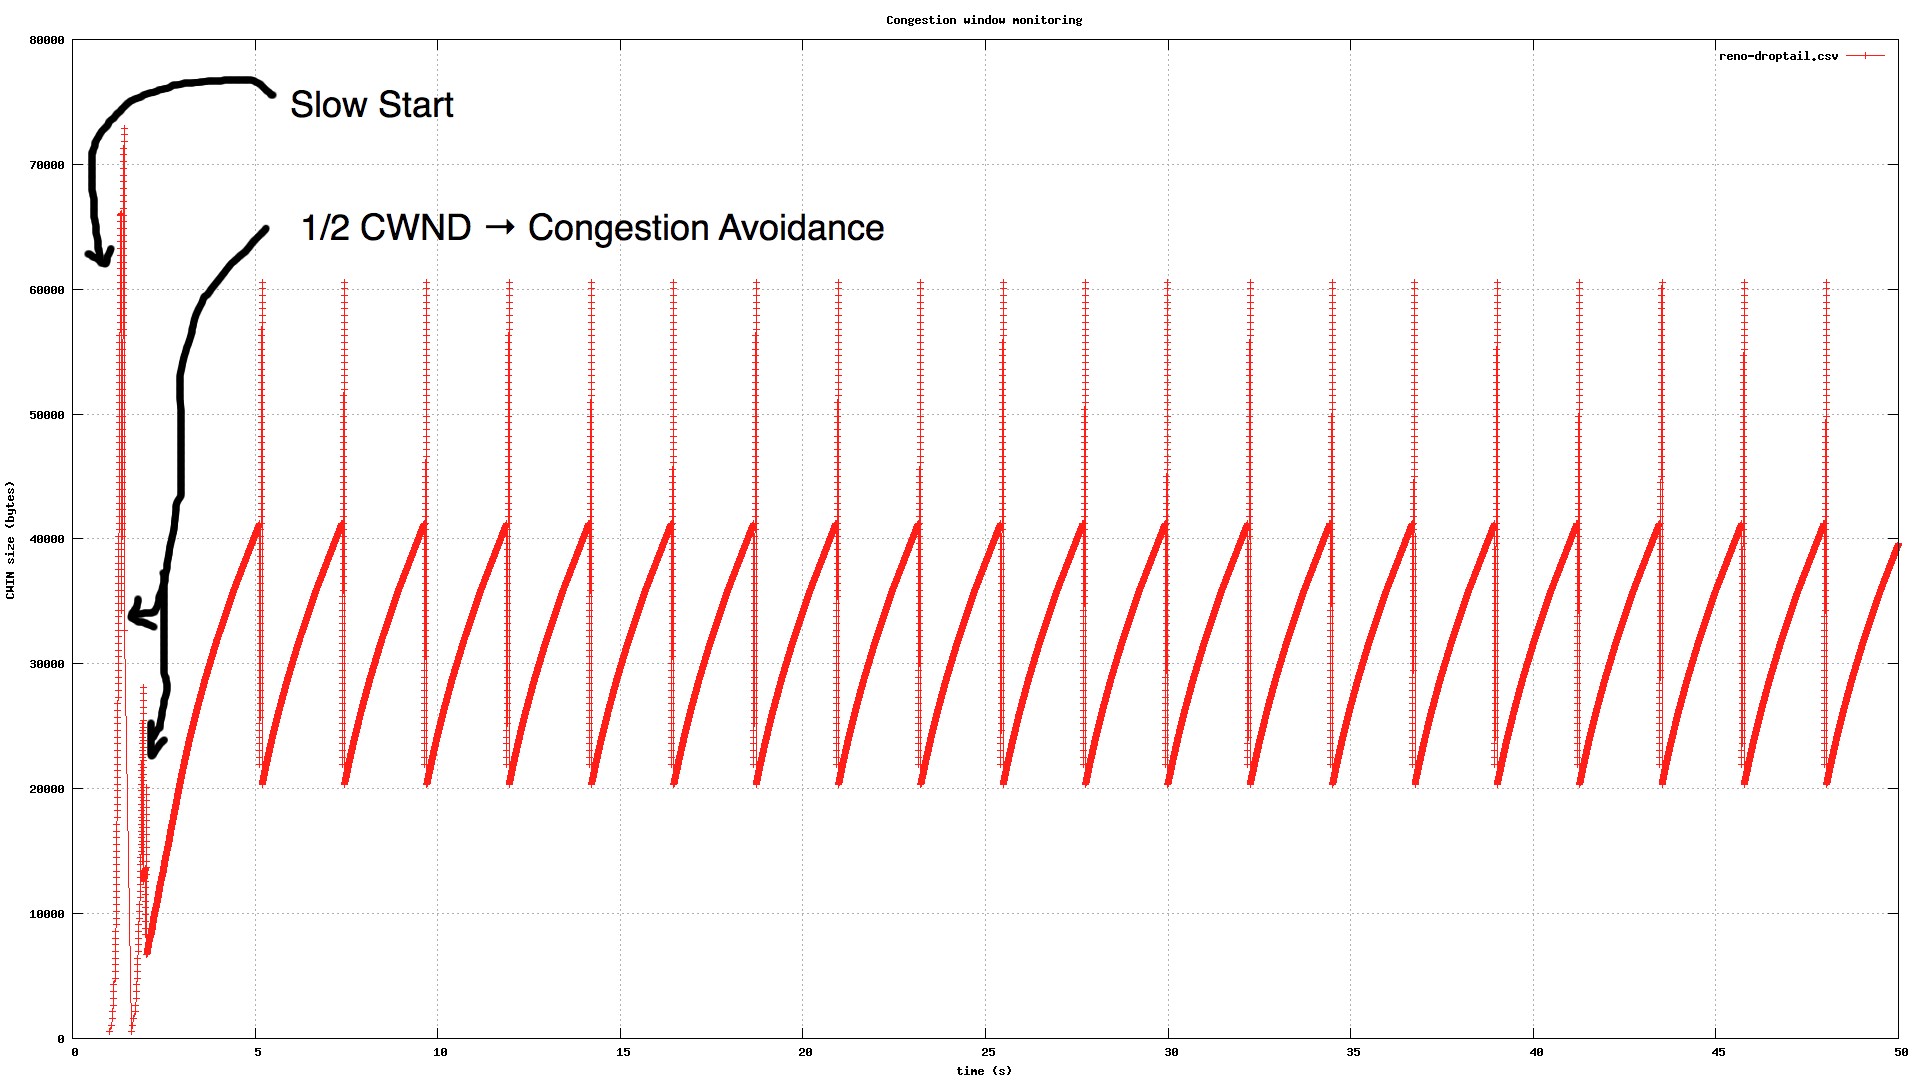 Congestion window monitoring
reno-droptail.csv
Slow Start
1/2 CWND → Congestion Avoidance
CWIN size (bytes)
80000
70000
60000
50000
40000
30000
20000
10000
0
0 5 10 15 20 25 30 35 40 45 50
time (s)